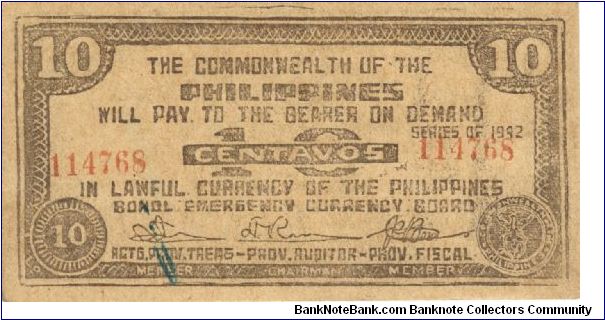 10 10
THE COMMONWEALTH OF THE
PHILIPPINES
WILL PAY TO THE BEARER ON DEMAND
SERIES OF 1942
10
CENTAVOS
114768 114768
IN LAWFUL CURRENCY OF THE PHILIPPINES
BOHOL EMERGENCY CURRENCY BOARD
10
ACTG. PROV. TREAS-PROV. AUDITOR-PROV. FISCAL
MEMBER CHAIRMAN MEMBER
BankNoteBank.com Banknote Collectors Community